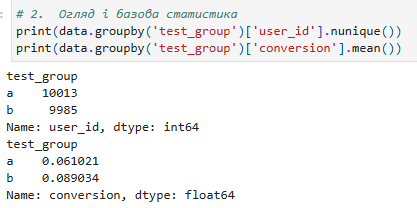 # 2. Огляд і базова статистика
print(data.groupby('test_group')['user_id'].nunique())
print(data.groupby('test_group')['conversion'].mean())
test_group
a    10013
b     9985
Name: user_id, dtype: int64
test_group
a    0.061021
b    0.089034
Name: conversion, dtype: float64